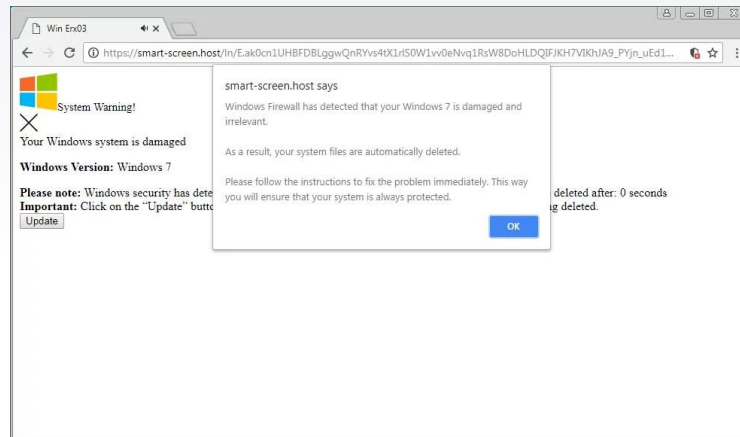 Win Erx03
https://smart-screen.host/ln/
System Warning!
Your Windows system is damaged
Windows Version: Windows 7
Please note: Windows security has dete
deleted after: 0 seconds
Important: Click on the “Update” butto
ng deleted.
Update
smart-screen.host says
Windows Firewall has detected that your Windows 7 is damaged and
irrelevant.
As a result, your system files are automatically deleted.
Please follow the instructions to fix the problem immediately. This way
you will ensure that your system is always protected.
OK